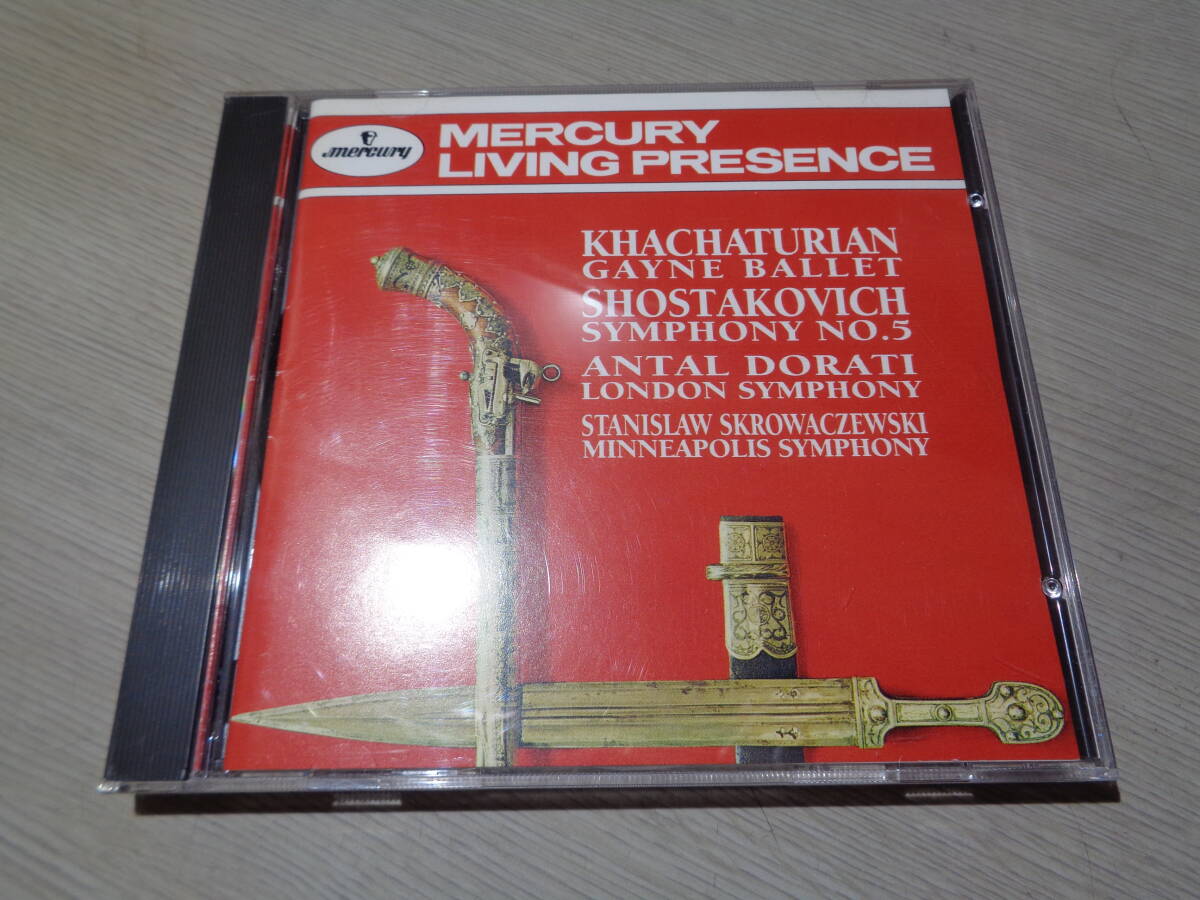 mercury
MERCURY
LIVING PRESENCE
KHACHATURIAN
GAYNE BALLET
SHOSTAKOVICH
SYMPHONY NO.5
ANTAL DORATI
LONDON SYMPHONY
STANISLAW SKROWACZEWSKI
MINNEAPOLIS SYMPHONY